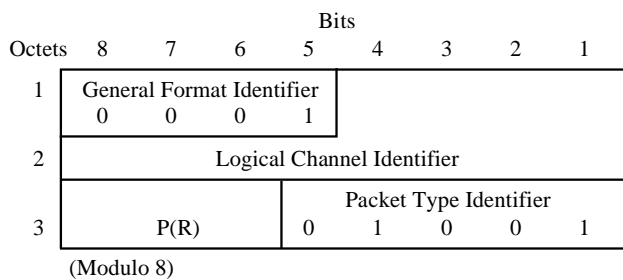 Bits
Octets 8 7 6 5 4 3 2 1
1 General Format Identifier
0 0 0 1
2 Logical Channel Identifier
Packet Type Identifier
3 P(R) 0 1 0 0 1
(Modulo 8)